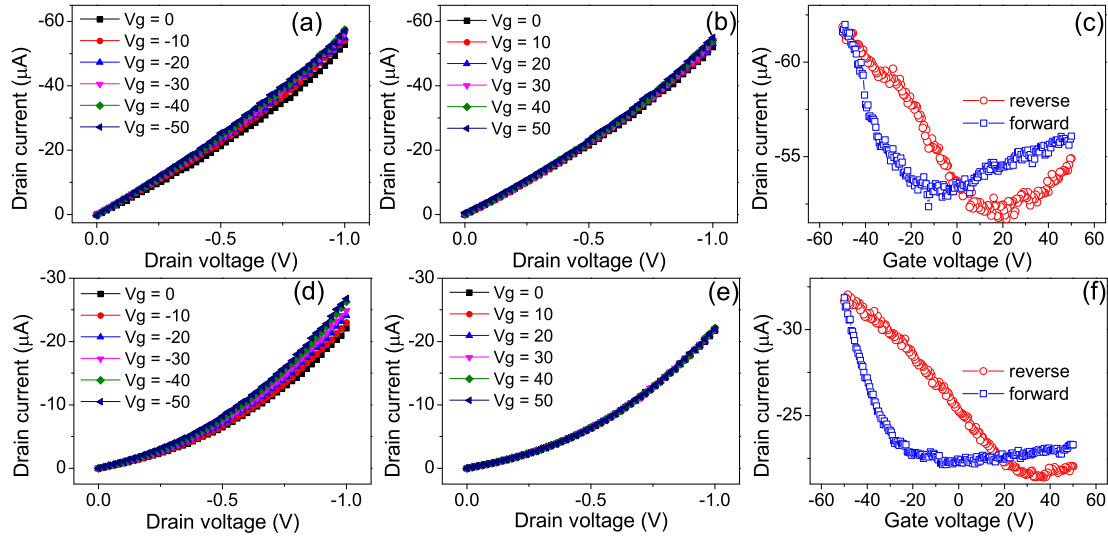 (a)
-60
-40
-20
0
Drain current (μA)
Vg = 0
Vg = -10
Vg = -20
Vg = -30
Vg = -40
Vg = -50
0.0 -0.5 -1.0
Drain voltage (V)
(b)
-60
-40
-20
0
Drain current (μA)
Vg = 0
Vg = 10
Vg = 20
Vg = 30
Vg = 40
Vg = 50
0.0 -0.5 -1.0
Drain voltage (V)
(c)
-60
-55
Drain current (μA)
reverse
forward
-60 -40 -20 0 20 40 60
Gate voltage (V)
(d)
-30
-20
-10
0
Drain current (μA)
Vg = 0
Vg = -10
Vg = -20
Vg = -30
Vg = -40
Vg = -50
0.0 -0.5 -1.0
Drain voltage (V)
(e)
-30
-20
-10
0
Drain current (μA)
Vg = 0
Vg = 10
Vg = 20
Vg = 30
Vg = 40
Vg = 50
0.0 -0.5 -1.0
Drain voltage (V)
(f)
-30
-25
Drain current (μA)
reverse
forward
-60 -40 -20 0 20 40 60
Gate voltage (V)